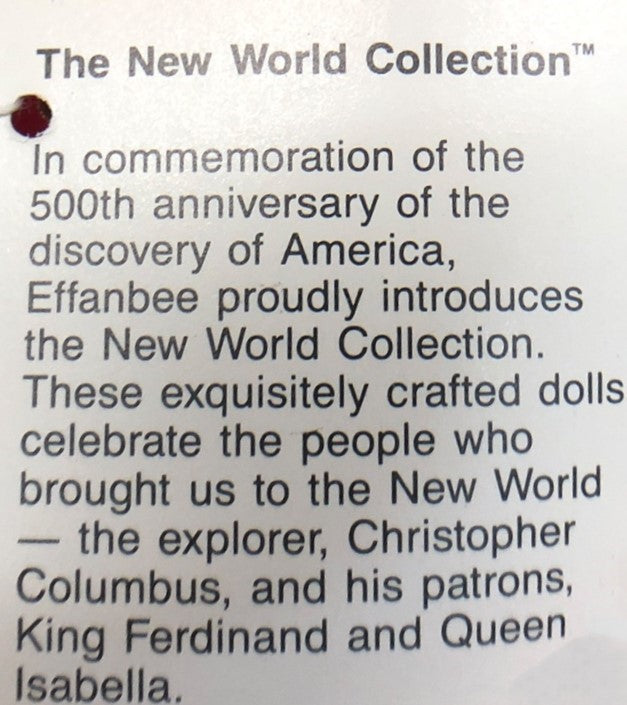 The New World Collection™
In commemoration of the
500th anniversary of the
discovery of America,
Effanbee proudly introduces
the New World Collection.
These exquisitely crafted dolls
celebrate the people who
brought us to the New World
— the explorer, Christopher
Columbus, and his patrons,
King Ferdinand and Queen
Isabella.